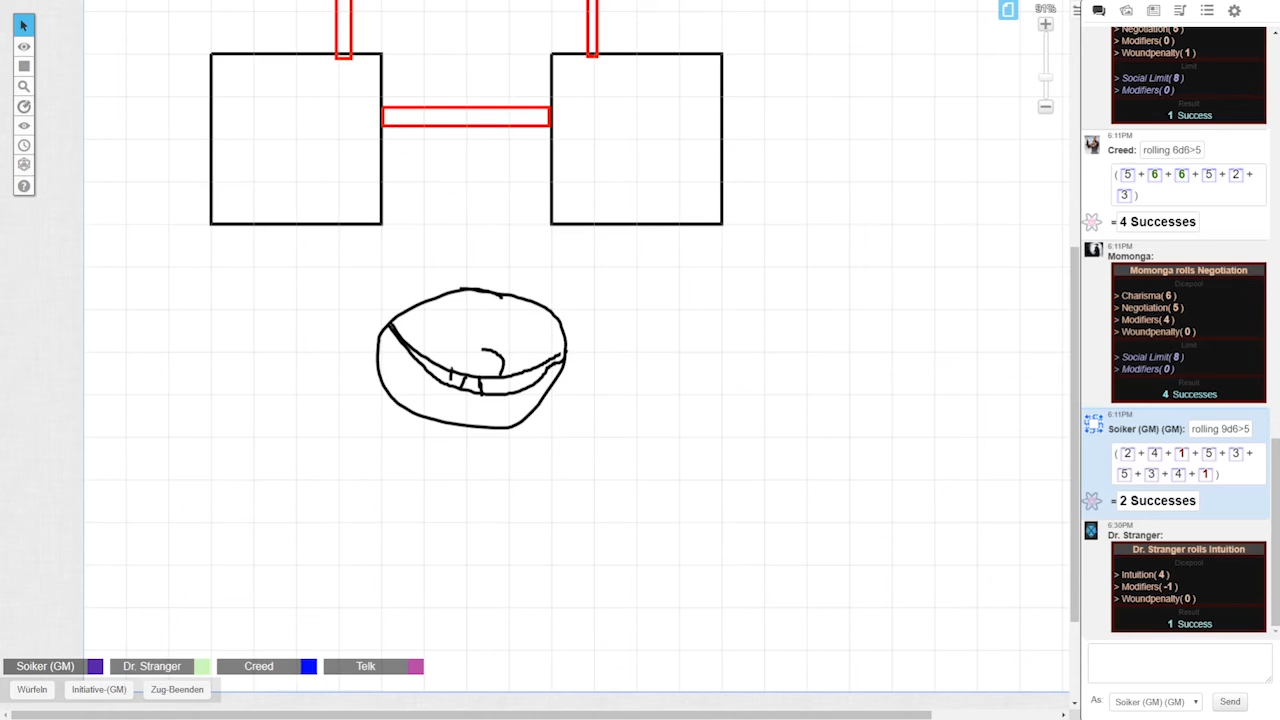 91%
Negotiation( 6 )
> Modifiers( 0 )
> Woundpenalty( 1 )
Limit
> Social Limit( 8 )
> Modifiers( 0 )
Result
1 Success
6:11PM
Creed: rolling 6d6>5
( 5 + 6 + 6 + 5 + 2 +
3 )
= 4 Successes
6:11PM
Momonga:
Momonga rolls Negotiation
Dicepool
> Charisma( 6 )
> Negotiation( 5 )
> Modifiers( 4 )
> Woundpenalty( 0 )
Limit
> Social Limit( 8 )
> Modifiers( 0 )
Result
4 Successes
6:11PM
Soiker (GM) (GM): rolling 9d6>5
( 2 + 4 + 1 + 5 + 3 +
5 + 3 + 4 + 1 )
= 2 Successes
6:30PM
Dr. Stranger:
Dr. Stranger rolls Intuition
Dicepool
> Intuition( 4 )
> Modifiers( -1 )
> Woundpenalty( 0 )
Result
1 Success
Soiker (GM) Dr. Stranger Creed Telk
Würfeln Initiative-(GM) Zug-Beenden
As: Soiker (GM) (GM) Send